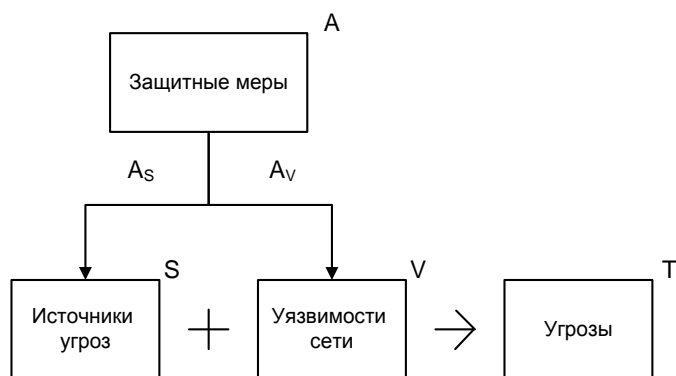 A
Защитные меры
A_S A_V
S V T
Источники
угроз
+
Уязвимости
сети
Угрозы